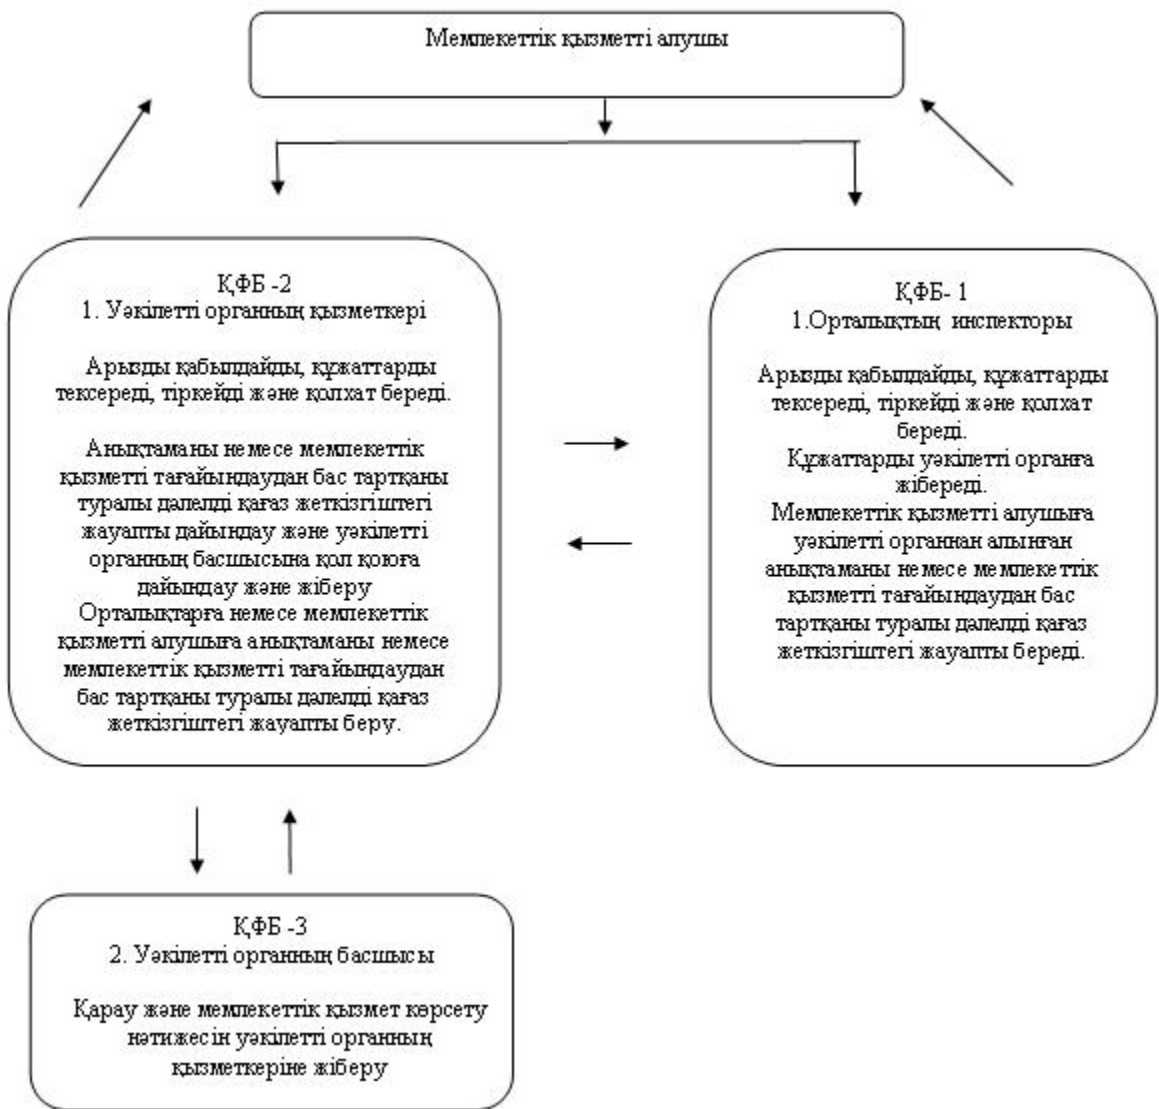 Мемлекеттік қызметті алушы
ҚФБ -2
1. Уәкілетті органның қызметкері
Арызды қабылдайды, құжаттарды
тексереді, тіркейді және қолхат береді.
Анықтаманы немесе мемлекеттік
қызметті тағайындаудан бас тартқаны
туралы дәлелді қағаз жеткізгіштегі
жауапты дайындау және уәкілетті
органның басшысына қол қоюға
дайындау және жіберу
Орталықтарға немесе мемлекеттік
қызметті алушыға анықтаманы немесе
мемлекеттік қызметті тағайындаудан
бас тартқаны туралы дәлелді қағаз
жеткізгіштегі жауапты беру.
ҚФБ- 1
1.Орталықтың инспекторы
Арызды қабылдайды, құжаттарды
тексереді, тіркейді және қолхат
береді.
Құжаттарды уәкілетті органға
жібереді.
Мемлекеттік қызметті алушыға
уәкілетті органнан алынған
анықтаманы немесе мемлекеттік
қызметті тағайындаудан бас
тартқаны туралы дәлелді қағаз
жеткізгіштегі жауапты береді.
ҚФБ -3
2. Уәкілетті органның басшысы
Қарау және мемлекеттік қызмет көрсету
нәтижесін уәкілетті органның
қызметкеріне жіберу